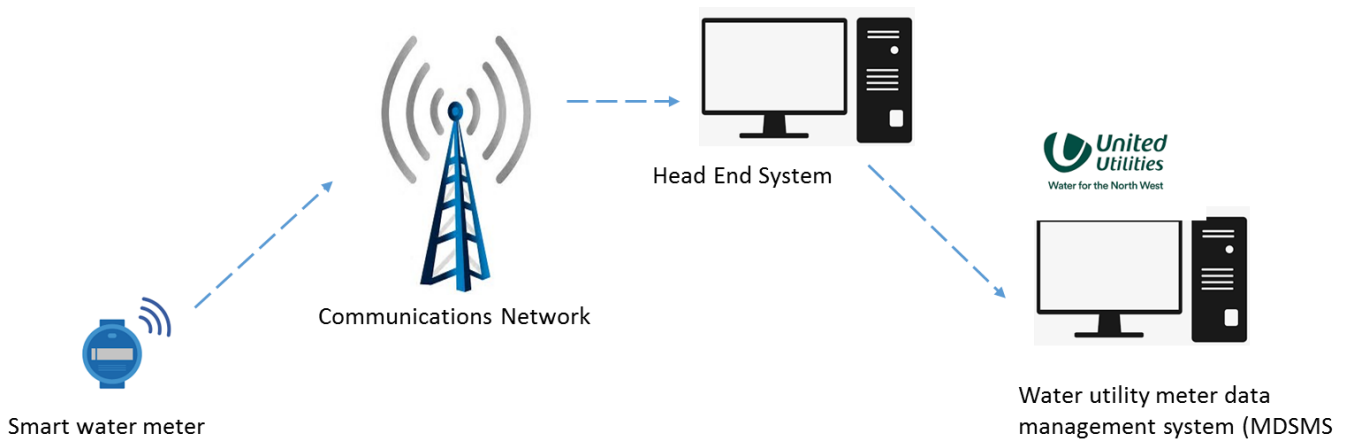 United
Utilities
Water for the North West
Head End System
Communications Network
Smart water meter
Water utility meter data
management system (MDSMS